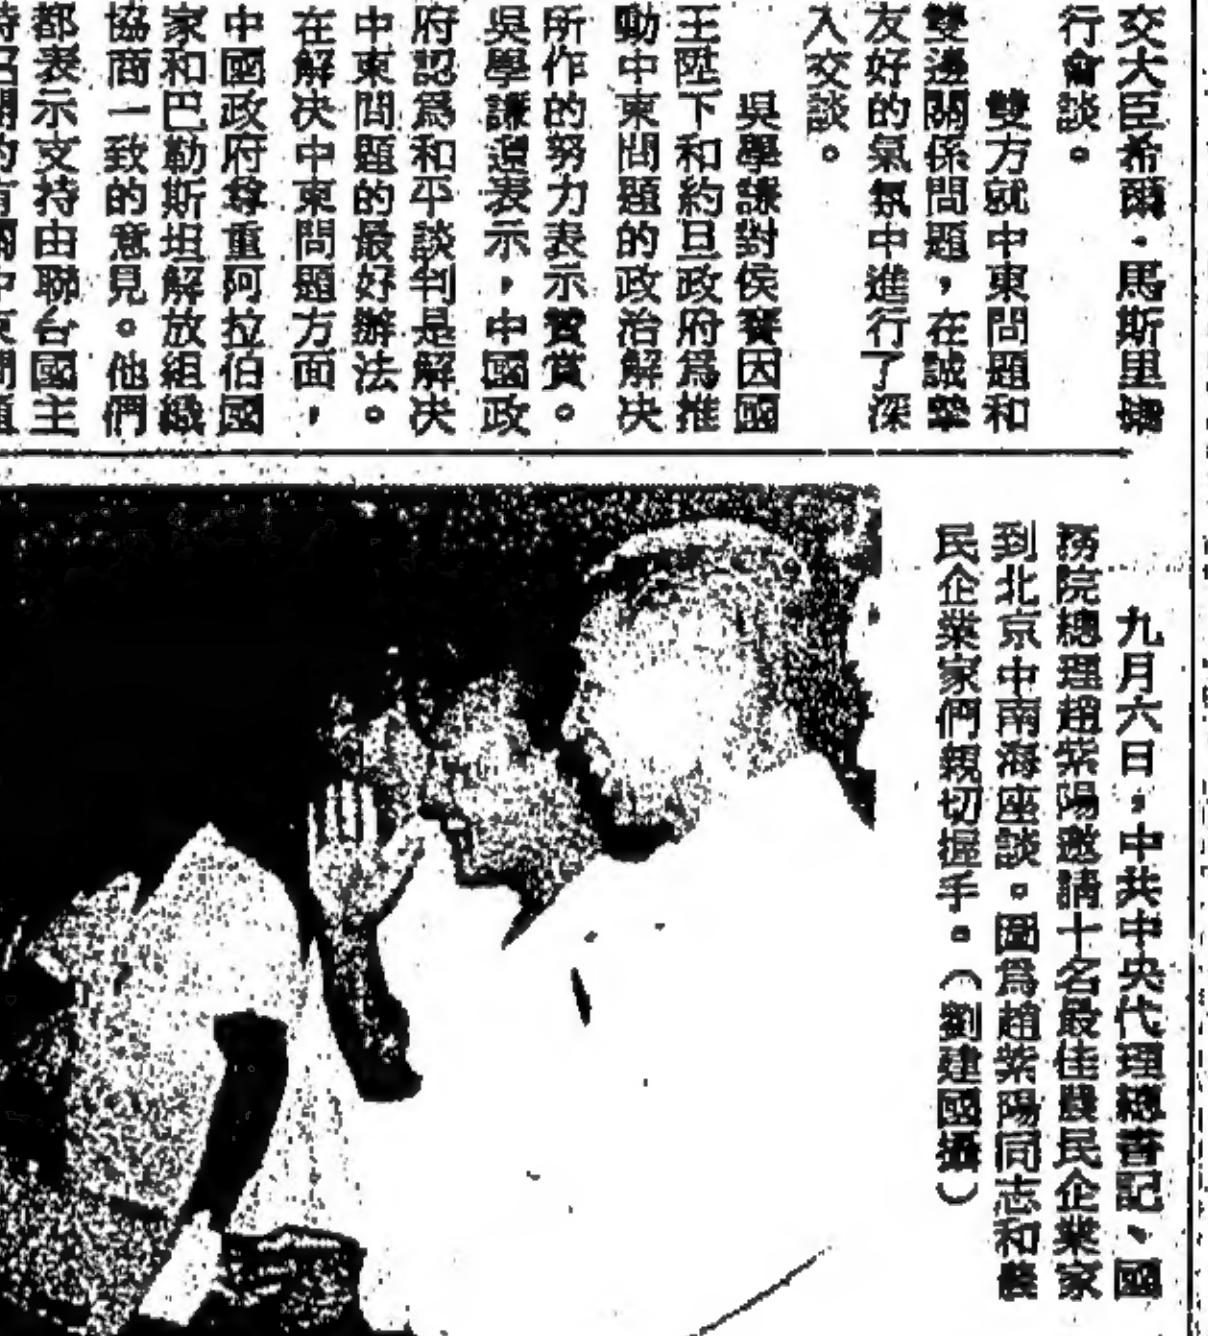 交大臣希爾·馬斯里
行會談。
雙方就中東問題和
雙邊關係問題，在誠摯
友好的氣氛中進行了深
入交談。
吳學謙對侯賽因國
王陛下和約旦政府爲推
動中東問題的政治解決
所作的努力表示贊賞。
吳學謙還表示，中國政
府認爲和平談判是解決
中東問題的最好辦法。
在解決中東問題方面，
中國政府尊重阿拉伯國
家和巴勒斯坦解放組織
協商一致的意見。他們
都表示支持由聯合國主
九月六日，中共中央代理總書記、國
務院總理趙紫陽邀請十名最佳農民企業家
到北京中南海座談。圖爲趙紫陽同志和農
民企業家們親切握手。（劉建國攝）